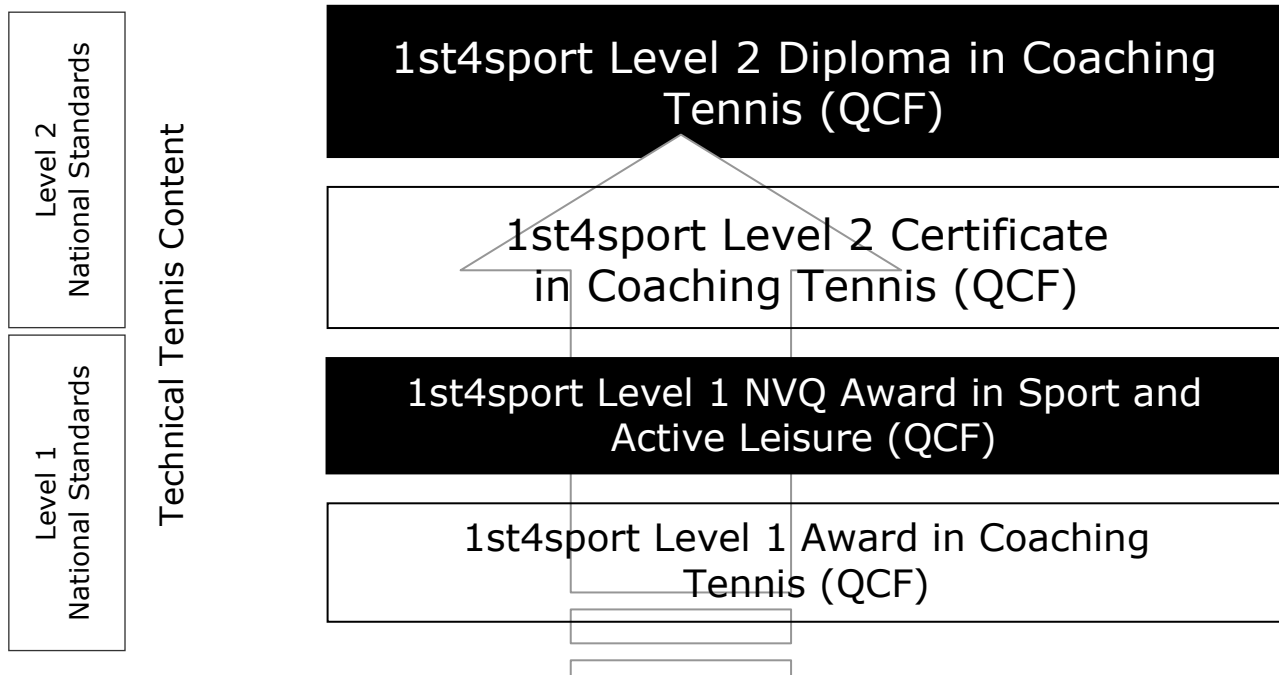 Level 2
National Standards
Level 1
National Standards
Technical Tennis Content
1st4sport Level 2 Diploma in Coaching
Tennis (QCF)
1st4sport Level 2 Certificate
in Coaching Tennis (QCF)
1st4sport Level 1 NVQ Award in Sport and
Active Leisure (QCF)
1st4sport Level 1 Award in Coaching
Tennis (QCF)